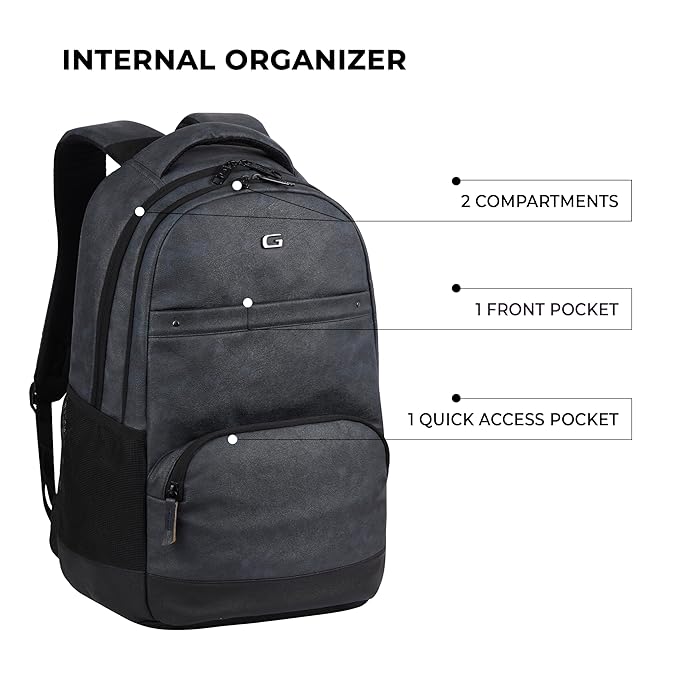 INTERNAL ORGANIZER
2 COMPARTMENTS
G
1 FRONT POCKET
1 QUICK ACCESS POCKET